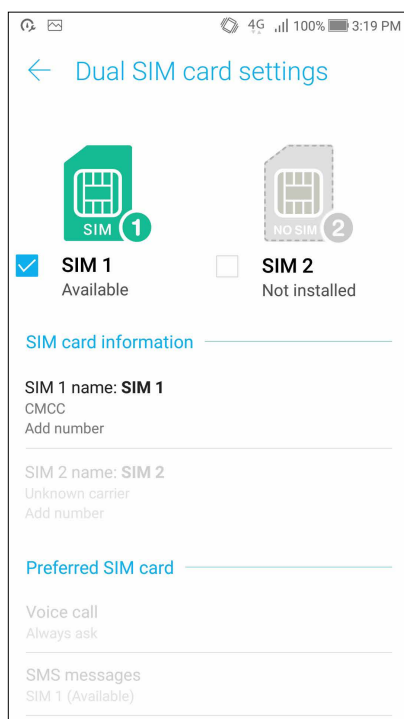 4G 100% 3:19 PM
Dual SIM card settings
SIM 1
NO SIM 2
SIM 1
Available
SIM 2
Not installed
SIM card information
SIM 1 name: SIM 1
CMCC
Add number
SIM 2 name: SIM 2
Unknown carrier
Add number
Preferred SIM card
Voice call
Always ask
SMS messages
SIM 1 (Available)